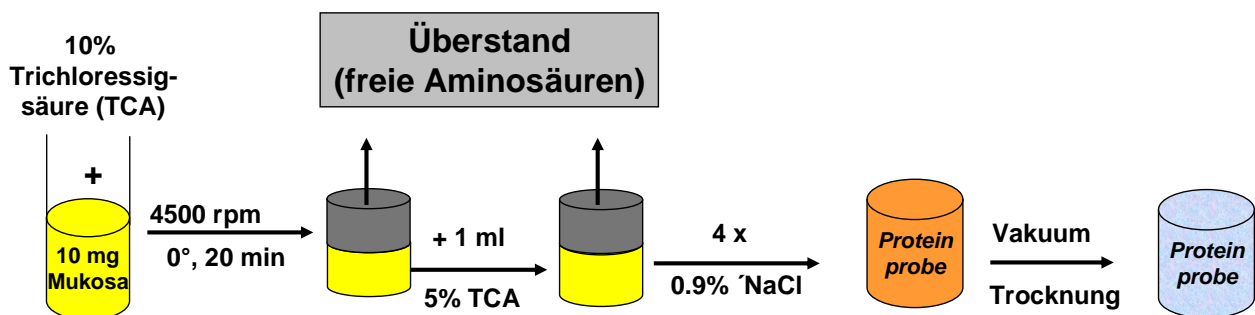 10%
Trichloressig-
säure (TCA)
+
10 mg
Mukosa
4500 rpm
0°, 20 min
Überstand
(freie Aminosäuren)
+ 1 ml
5% TCA
4 x
0.9% ´NaCl
Protein
probe
Vakuum
Trocknung
Protein
probe